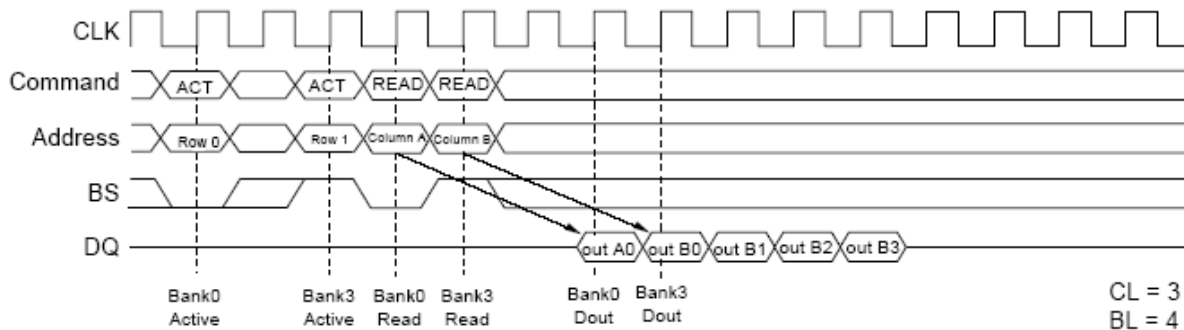 CLK
Command ACT ACT READ READ
Address Row 0 Row 1 Column A Column B
BS
DQ out A0 out B0 out B1 out B2 out B3
Bank0 Active Bank3 Active Bank0 Read Bank3 Read Bank0 Dout Bank3 Dout
CL = 3
BL = 4